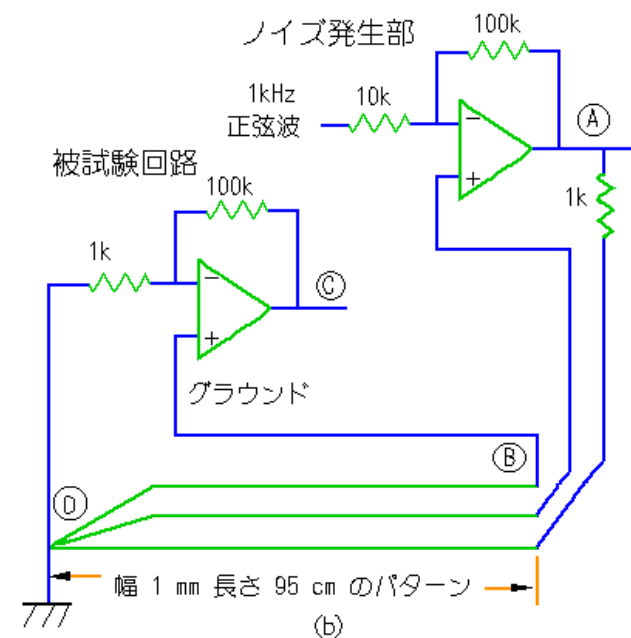 ノイズ発生部
100k
1kHz
正弦波
10k
−
+
Ⓐ
1k
被試験回路
100k
1k
−
+
Ⓒ
グラウンド
Ⓑ
Ⓓ
幅 1 mm 長さ 95 cm のパターン
(b)